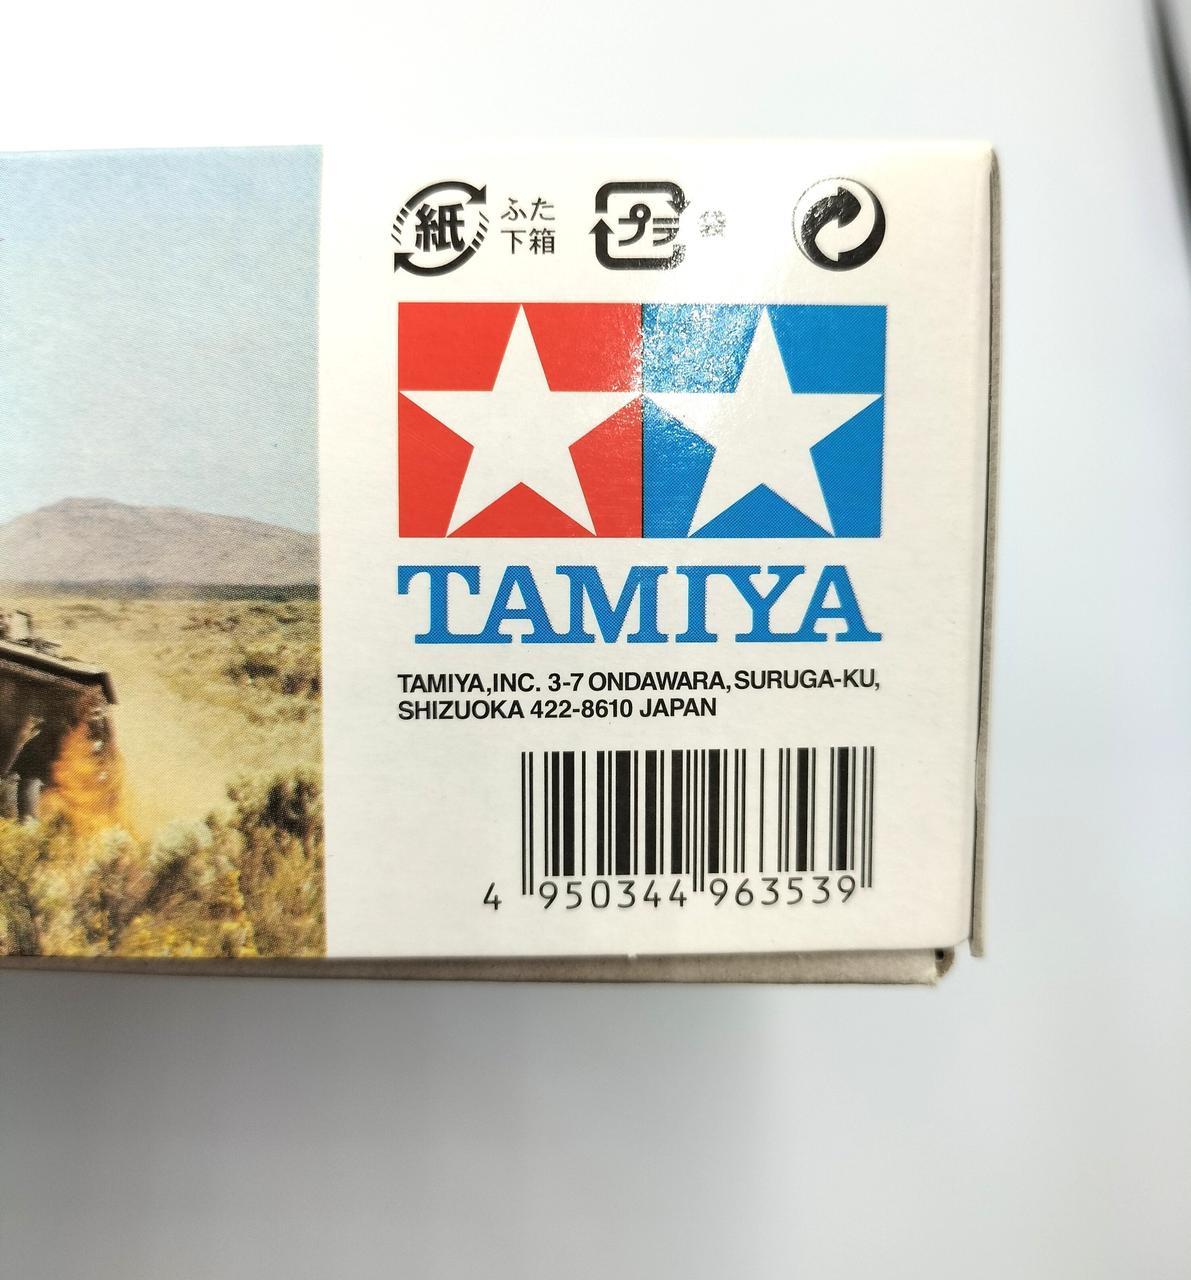 紙 ふた
下箱
プラ 袋
TAMIYA
TAMIYA,INC. 3-7 ONDAWARA, SURUGA-KU,
SHIZUOKA 422-8610 JAPAN
4 950344 963539